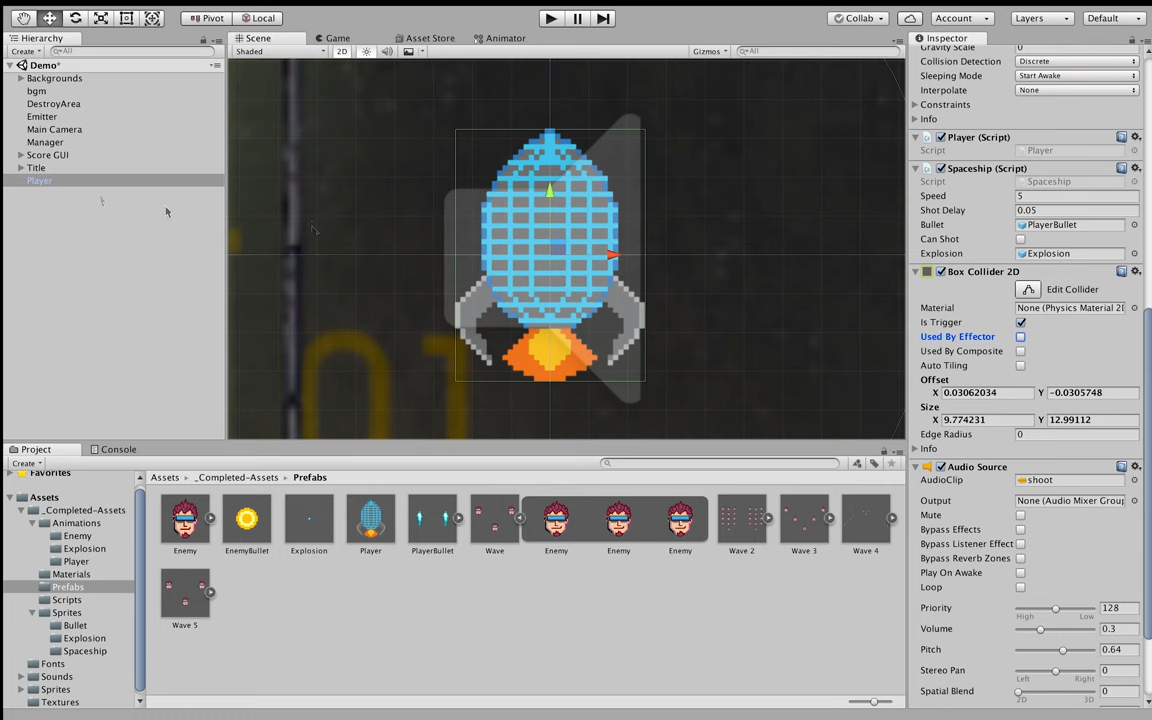 Pivot Local Collab Account Layers Default
Hierarchy
Create All
Demo*
Backgrounds
bgm
DestroyArea
Emitter
Main Camera
Manager
Score GUI
Title
Player
Scene Game Asset Store Animator
Shaded 2D Gizmos All
01
Inspector
Gravity Scale 0
Collision Detection Discrete
Sleeping Mode Start Awake
Interpolate None
Constraints
Info
Player (Script)
Script Player
Spaceship (Script)
Script Spaceship
Speed 5
Shot Delay 0.05
Bullet PlayerBullet
Can Shot
Explosion Explosion
Box Collider 2D
Edit Collider
Material None (Physics Material 2I
Is Trigger
Used By Effector
Used By Composite
Auto Tiling
Offset
X 0.03062034 Y -0.0305748
Size
X 9.774231 Y 12.99112
Edge Radius 0
Info
Audio Source
AudioClip shoot
Output None (Audio Mixer Group
Mute
Bypass Effects
Bypass Listener Effect
Bypass Reverb Zones
Play On Awake
Loop
Priority 128
High Low
Volume 0.3
Pitch 0.64
Stereo Pan 0
Left Right
Spatial Blend 0
2D 3D
Project Console
Create
Favorites
Assets
_Completed-Assets
Animations
Enemy
Explosion
Player
Materials
Prefabs
Scripts
Sprites
Bullet
Explosion
Spaceship
Fonts
Sounds
Sprites
Textures
Assets _Completed-Assets Prefabs
Enemy EnemyBullet Explosion Player PlayerBullet Wave Enemy Enemy Enemy Wave 2 Wave 3 Wave 4
Wave 5